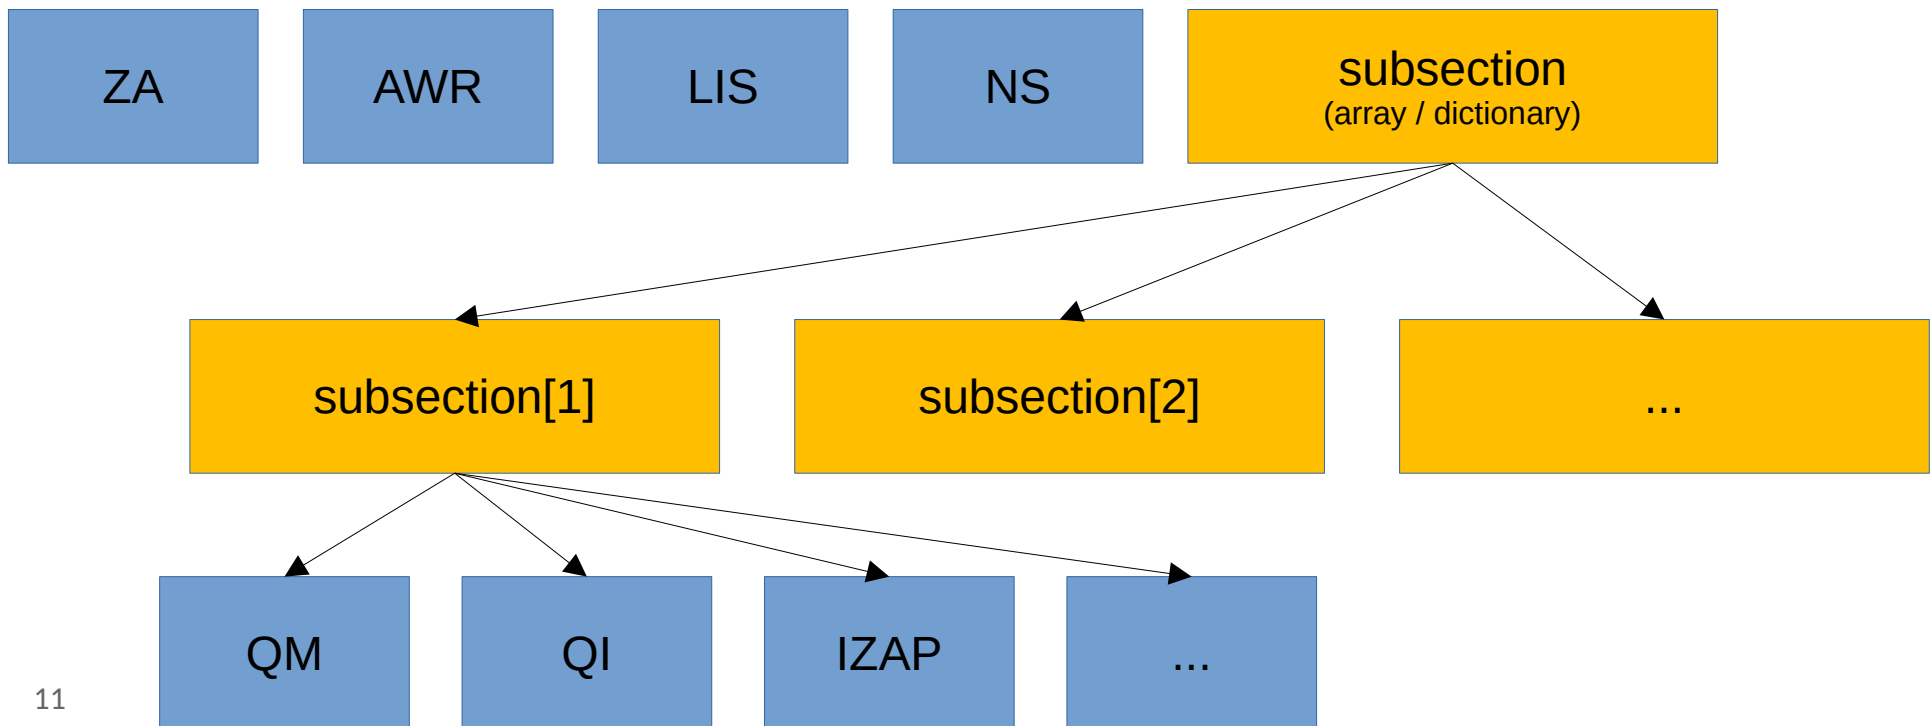 ZA
AWR
LIS
NS
subsection
(array / dictionary)
subsection[1]
subsection[2]
...
QM
QI
IZAP
...
11